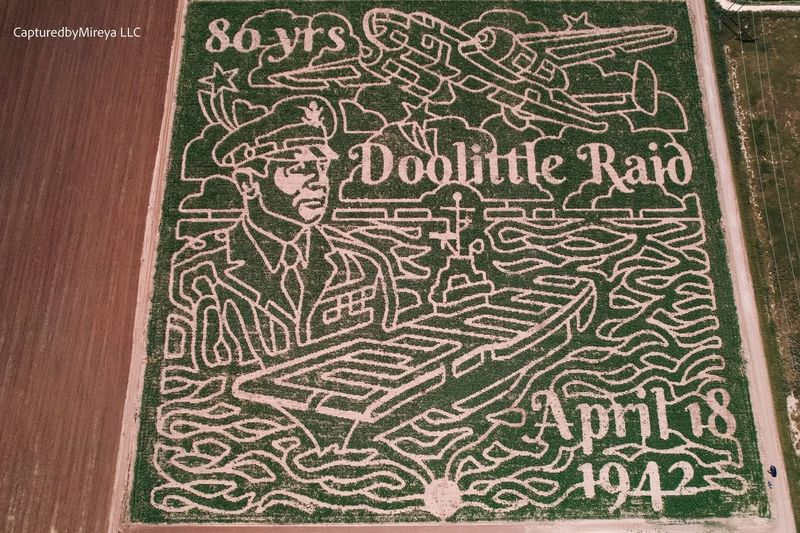 CapturedbyMireya LLC
80 yrs
Doolittle Raid
April 18
1942